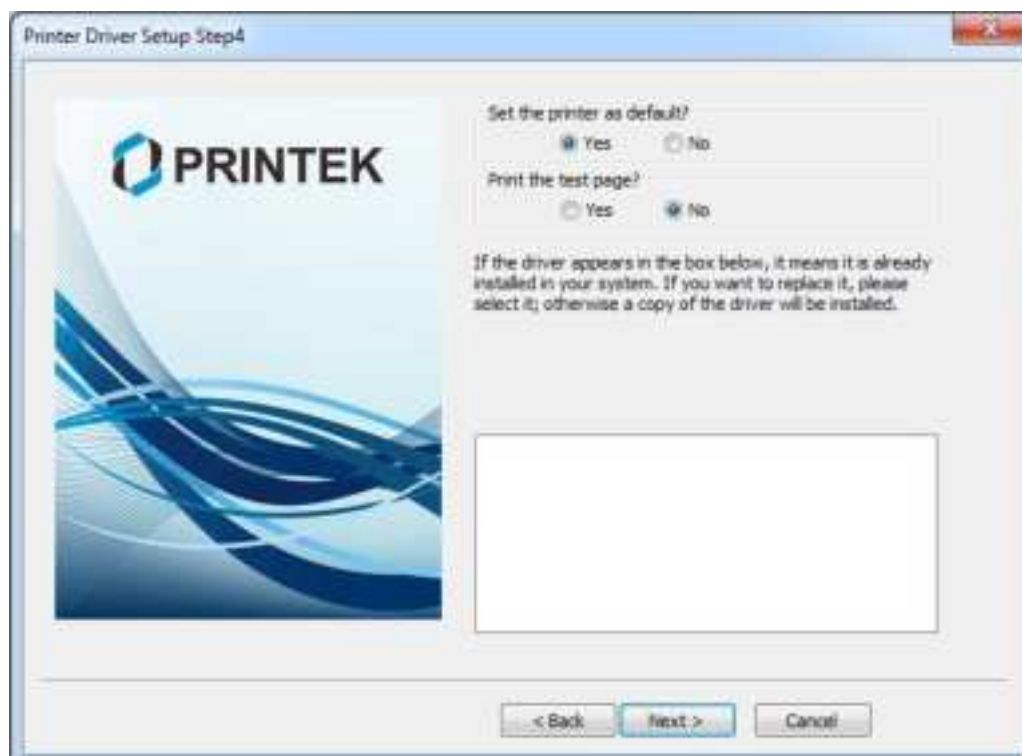 Printer Driver Setup Step4
X
PRINTEK
Set the printer as default?
Yes No
Print the test page?
Yes No
If the driver appears in the box below, it means it is already
installed in your system. If you want to replace it, please
select it; otherwise a copy of the driver will be installed.
< Back Next > Cancel